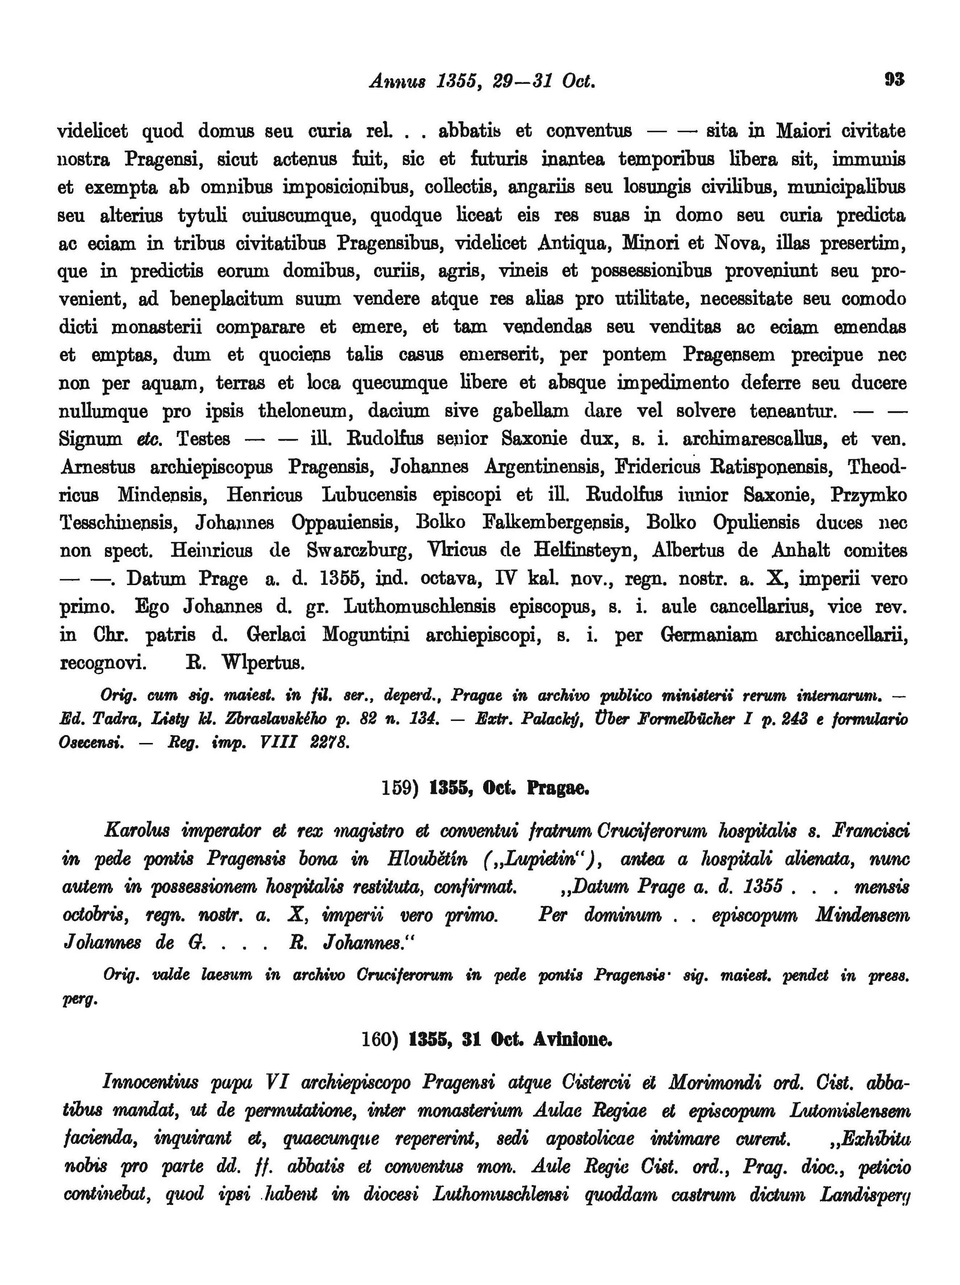 Annus 1355, 29—31 Oct. 93
videlicet quod domus seu curia rel. . . abbatis et conventus — — sita in Maiori civitate
nostra Pragensi, sicut actenus fuit, sic et futuris inantea temporibus libera sit, immunis
et exempta ab omnibus imposicionibus, collectis, angariis seu losungis civilibus, municipalibus
seu alterius tytuli cuiuscumque, quodque liceat eis res suas in domo seu curia predicta
ac eciam in tribus civitatibus Pragensibus, videlicet Antiqua, Minori et Nova, illas presertim,
que in predictis eorum domibus, curiis, agris, vineis et possessionibus proveniunt seu pro-
venient, ad beneplacitum suum vendere atque res alias pro utilitate, necessitate seu comodo
dicti monasterii comparare et emere, et tam vendendas seu venditas ac eciam emendas
et emptas, dum et quociens talis casus emerserit, per pontem Pragensem precipue nec
non per aquam, terras et loca quecumque libere et absque impedimento deferre seu ducere
nullumque pro ipsis theloneum, dacium sive gabellam dare vel solvere teneantur. — —
Signum etc. Testes — — ill. Rudolfus senior Saxonie dux, s. i. archimarescallus, et ven.
Arnestus archiepiscopus Pragensis, Johannes Argentinensis, Fridericus Ratisponensis, Theod-
ricus Mindensis, Henricus Lubucensis episcopi et ill. Rudolfus iunior Saxonie, Przymko
Tesschinensis, Johannes Oppauiensis, Bolko Falkembergensis, Bolko Opuliensis duces nec
non spect. Heinricus de Swarczburg, Vlricus de Helfinsteyn, Albertus de Anhalt comites
— —. Datum Prage a. d. 1355, ind. octava, IV kal. nov., regn. nostr. a. X, imperii vero
primo. Ego Johannes d. gr. Luthomuschlensis episcopus, s. i. aule cancellarius, vice rev.
in Chr. patris d. Gerlaci Moguntini archiepiscopi, s. i. per Germaniam archicancellarii,
recognovi. R. Wlpertus.
Orig. cum sig. maiest. in fil. ser., deperd., Pragae in archivo publico ministerii rerum internarum. —
Ed. Tadra, Listy kl. Zbraslavského p. 82 n. 134. — Extr. Palacký, Über Formelbücher I p. 243 e formulario
Osecensi. — Reg. imp. VIII 2278.
159) 1355, Oct. Pragae.
Karolus imperator et rex magistro et conventui fratrum Cruciferorum hospitalis s. Francisci
in pede pontis Pragensis bona in Hloubětín („Lupietin“), antea a hospitali alienata, nunc
autem in possessionem hospitalis restituta, confirmat. „Datum Prage a. d. 1355 . . . mensis
octobris, regn. nostr. a. X, imperii vero primo. Per dominum . . episcopum Mindensem
Johannes de G. . . . R. Johannes.“
Orig. valde laesum in archivo Cruciferorum in pede pontis Pragensis· sig. maiest. pendet in press.
perg.
160) 1355, 31 Oct. Avinione.
Innocentius papa VI archiepiscopo Pragensi atque Cistercii et Morimondi ord. Cist. abba-
tibus mandat, ut de permutatione, inter monasterium Aulae Regiae et episcopum Lutomislensem
facienda, inquirant et, quaecunque repererint, sedi apostolicae intimare curent. „Exhibita
nobis pro parte dd. ff. abbatis et conventus mon. Aule Regie Cist. ord., Prag. dioc., peticio
continebat, quod ipsi habent in diocesi Luthomuschlensi quoddam castrum dictum Landisperg